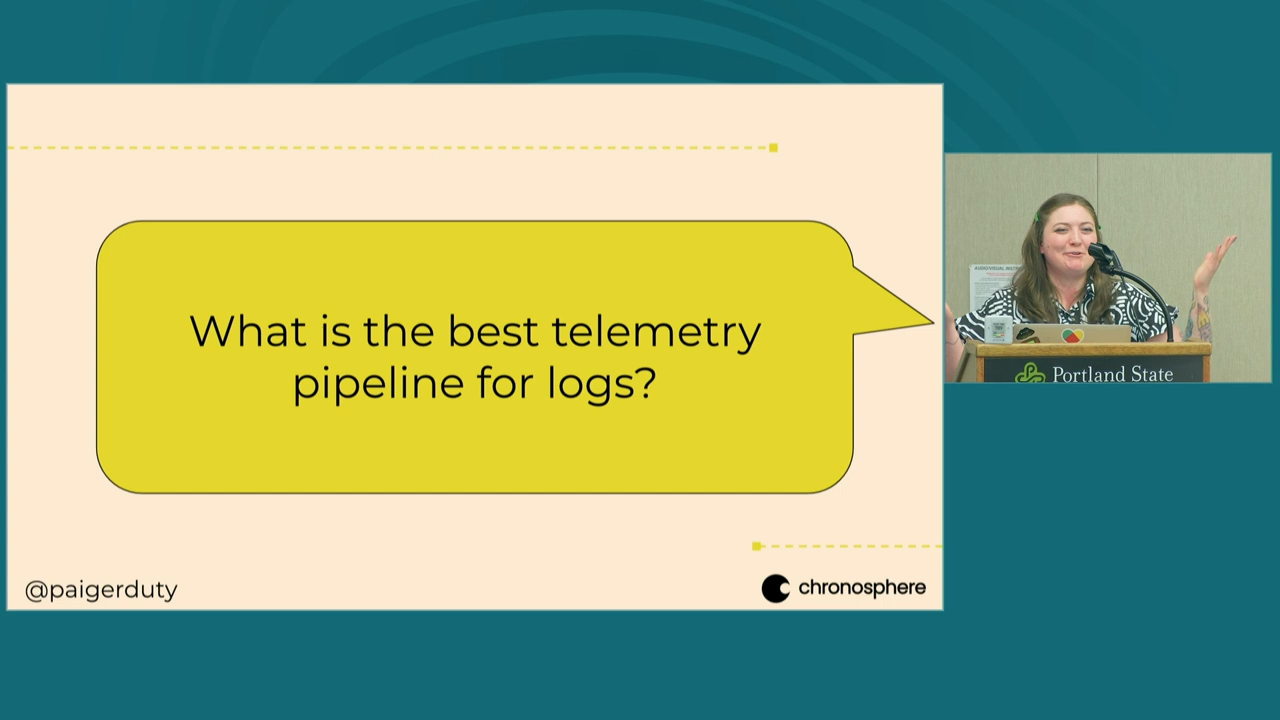 What is the best telemetry
pipeline for logs?
@paigerduty
chronosphere
Portland State